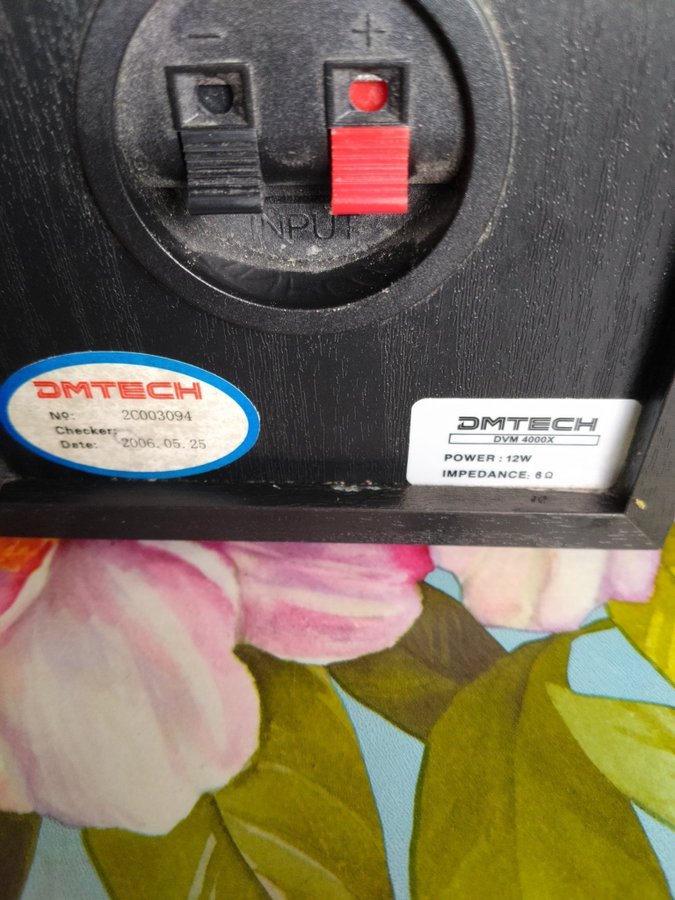 - +
INPUT
DMTECH
No: 2C003094
Checker:
Date: 2006.05.25
DMTECH
DVM 4000X
POWER : 12W
IMPEDANCE: 6 Ω